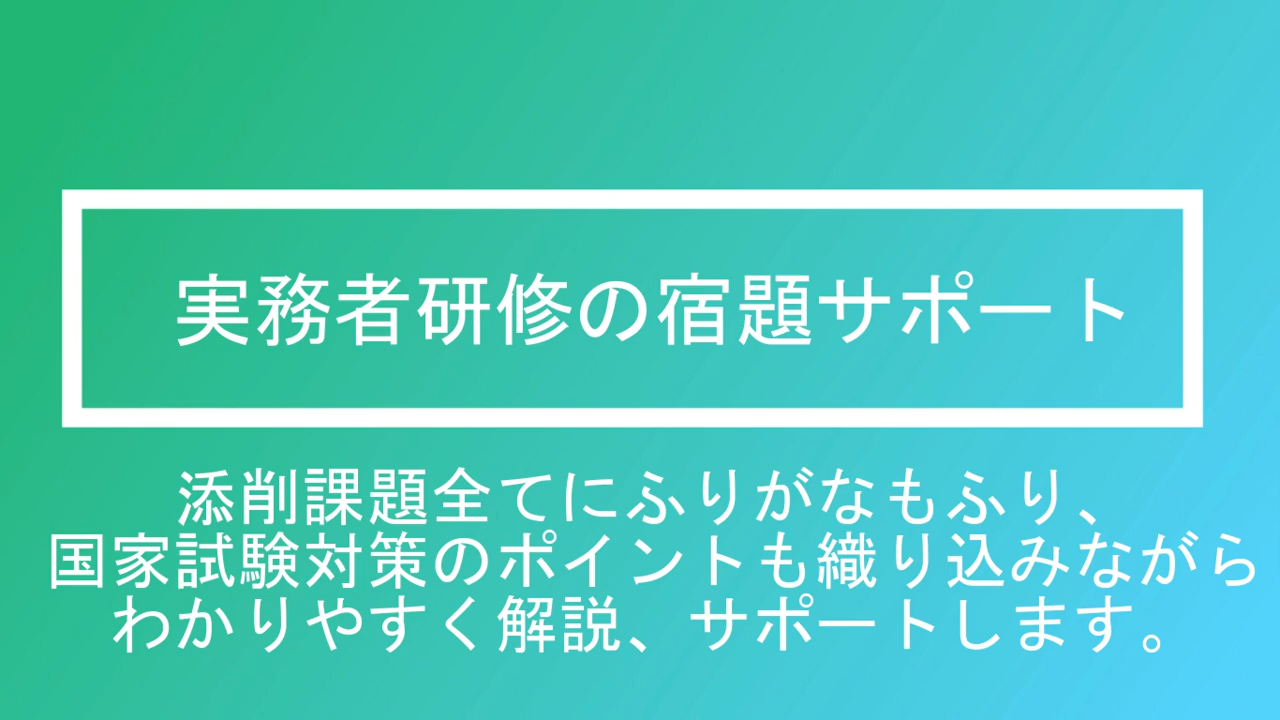 実務者研修の宿題サポート
添削課題全てにふりがなもふり、
国家試験対策のポイントも織り込みながら
わかりやすく解説、サポートします。